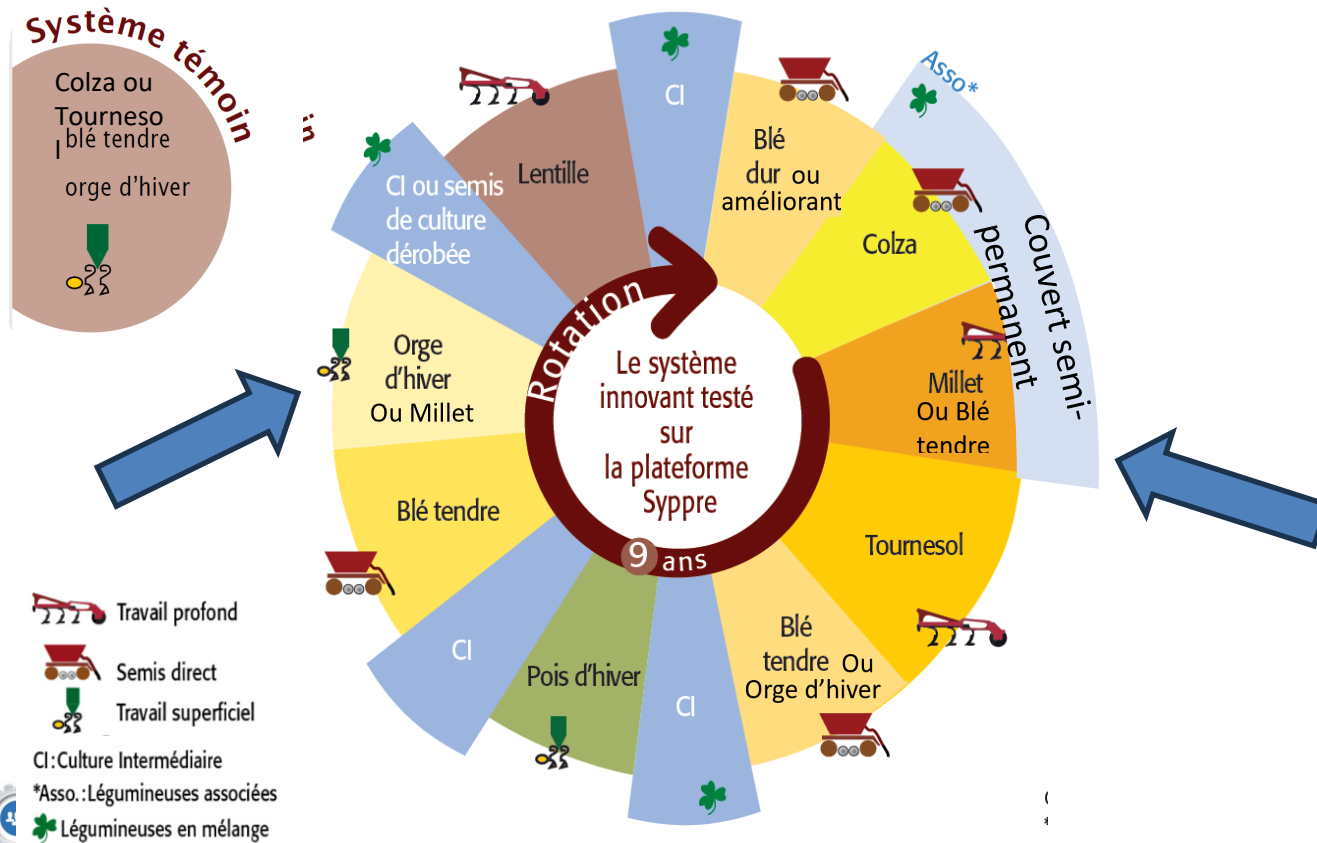 Système témoin
Colza ou
Tourneso
l
blé tendre
orge d'hiver
in
CI
Asso*
Blé
dur ou
améliorant
Lentille
CI ou semis
de culture
dérobée
Colza
Couvert semi-
permanent
Rotation
Orge
d'hiver
Ou Millet
Le système
innovant testé
sur
la plateforme
Syppre
Millet
Ou Blé
tendre
Blé tendre
Tournesol
9 ans
Blé
tendre Ou
Orge d'hiver
CI
Pois d'hiver
CI
Travail profond
Semis direct
Travail superficiel
CI : Culture Intermédiaire
*Asso. : Légumineuses associées
Légumineuses en mélange
*